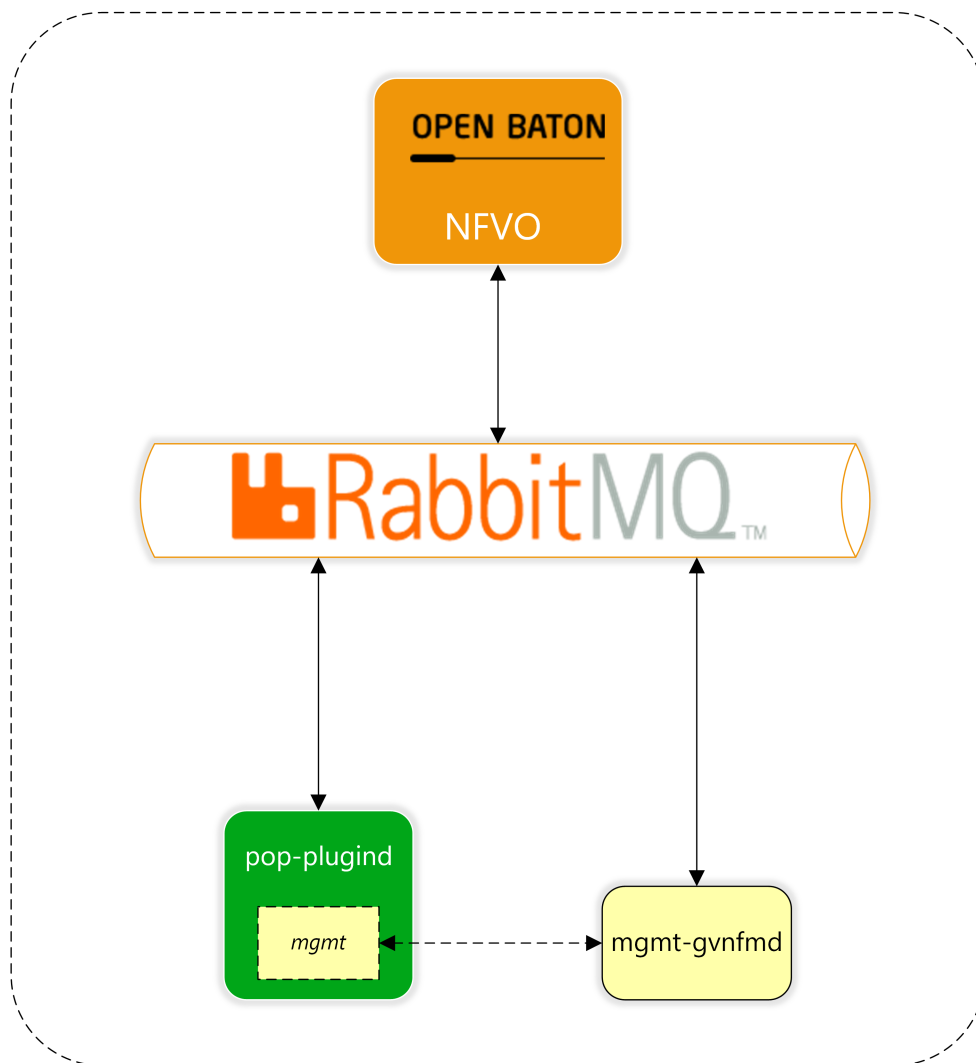 OPEN BATON
NFVO
RabbitMQ™
pop-plugind
mgmt
mgmt-gvnfmd